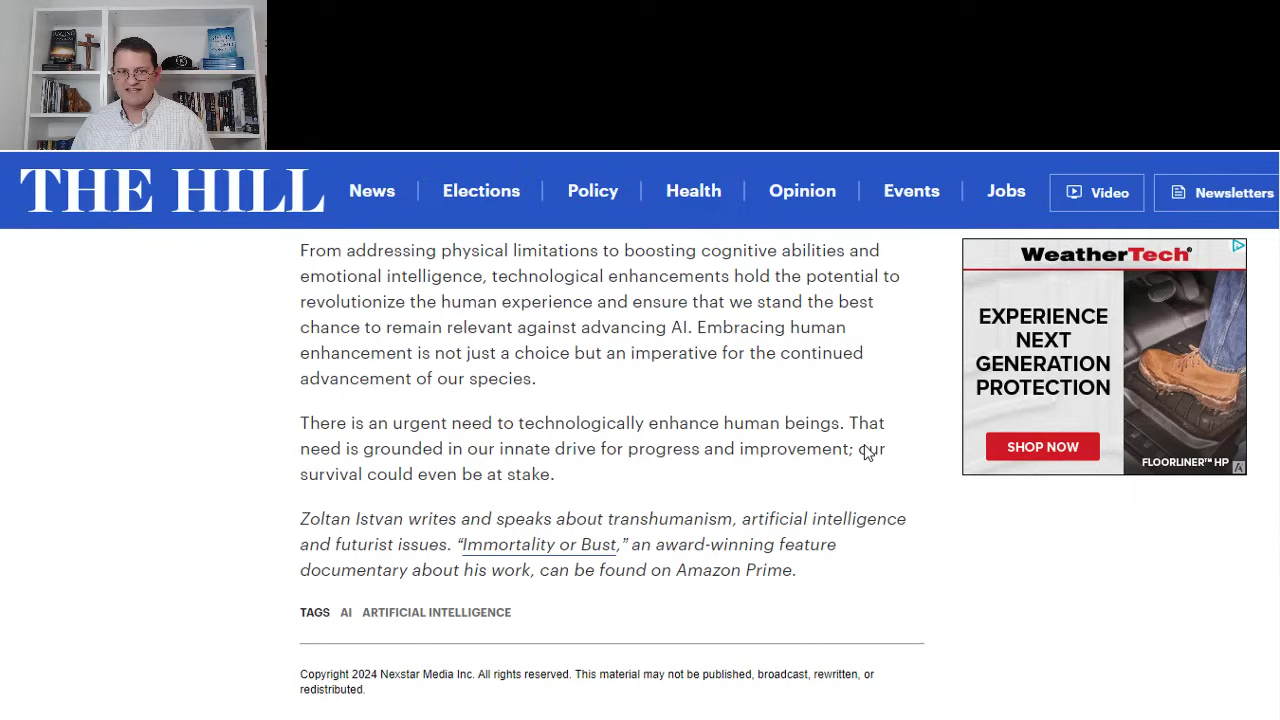 THE HILL
News
Elections
Policy
Health
Opinion
Events
Jobs
Video
Newsletters
From addressing physical limitations to boosting cognitive abilities and
emotional intelligence, technological enhancements hold the potential to
revolutionize the human experience and ensure that we stand the best
chance to remain relevant against advancing AI. Embracing human
enhancement is not just a choice but an imperative for the continued
advancement of our species.
There is an urgent need to technologically enhance human beings. That
need is grounded in our innate drive for progress and improvement; our
survival could even be at stake.
Zoltan Istvan writes and speaks about transhumanism, artificial intelligence
and futurist issues. “Immortality or Bust,” an award-winning feature
documentary about his work, can be found on Amazon Prime.
TAGS AI ARTIFICIAL INTELLIGENCE
Copyright 2024 Nexstar Media Inc. All rights reserved. This material may not be published, broadcast, rewritten, or
redistributed.
WeatherTech®
EXPERIENCE
NEXT
GENERATION
PROTECTION
SHOP NOW
FLOORLINER™ HP